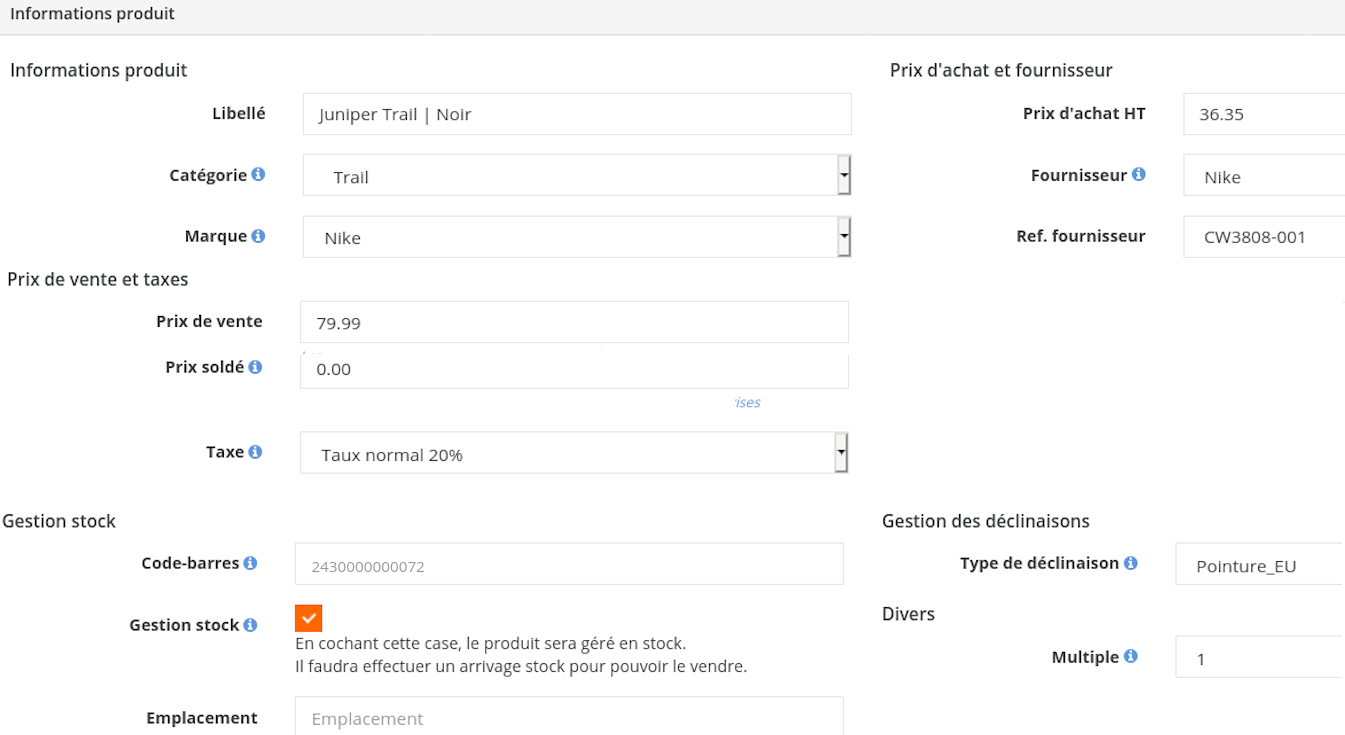 Informations produit
Informations produit
Libellé Juniper Trail | Noir
Catégorie Trail
Marque Nike
Prix d'achat et fournisseur
Prix d'achat HT 36.35
Fournisseur Nike
Ref. fournisseur CW3808-001
Prix de vente et taxes
Prix de vente 79.99
Prix soldé 0.00
ises
Taxe Taux normal 20%
Gestion stock
Code-barres 2430000000072
Gestion stock
En cochant cette case, le produit sera géré en stock.
Il faudra effectuer un arrivage stock pour pouvoir le vendre.
Emplacement Emplacement
Gestion des déclinaisons
Type de déclinaison Pointure_EU
Divers
Multiple 1